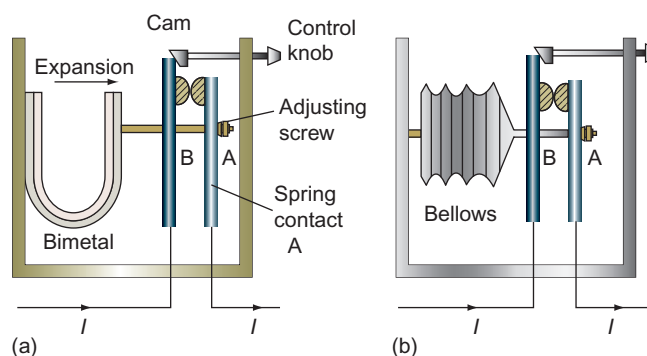 Cam
Control
knob
Expansion
Adjusting
screw
B
A
Spring
contact
A
Bimetal
I
I
(a)
B
A
Bellows
I
I
(b)